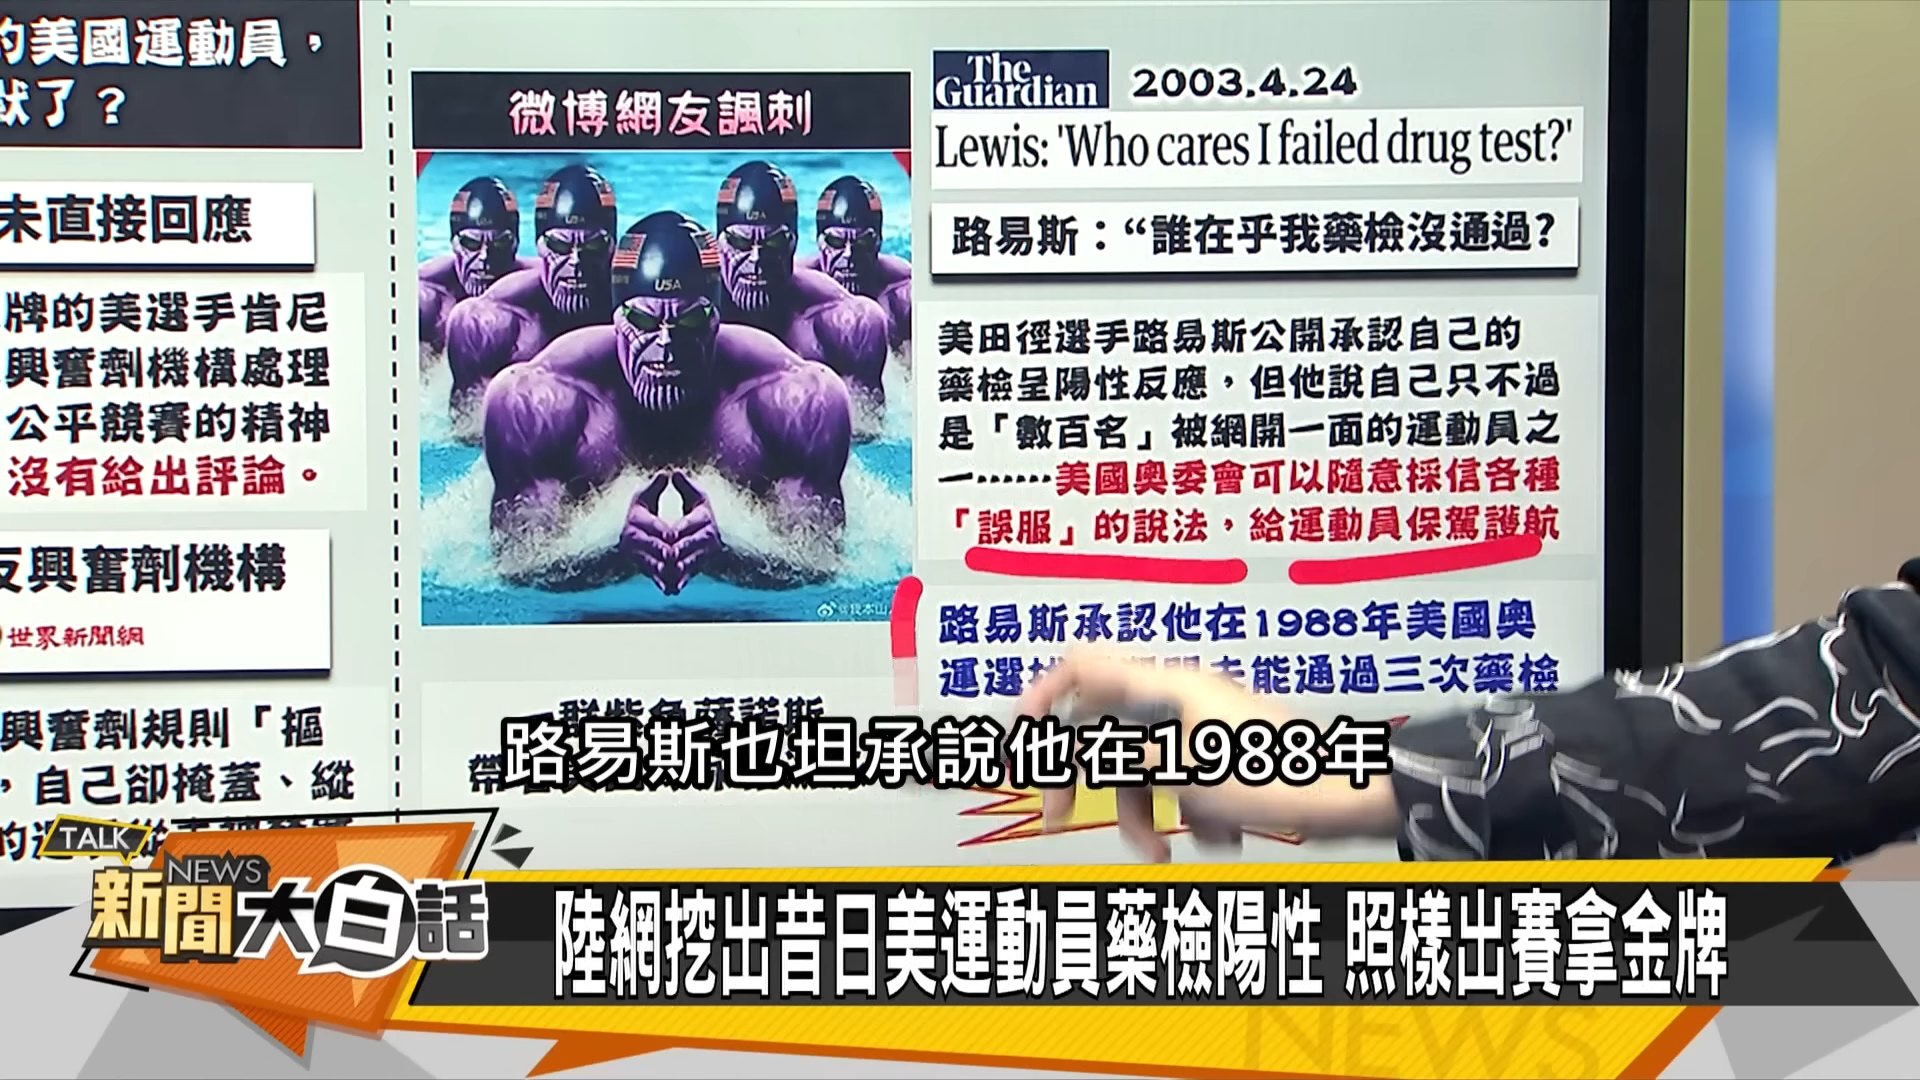 的美國運動員，
默了？
未直接回應
牌的美選手肯尼
興奮劑機構處理
公平競賽的精神
沒有給出評論。
反興奮劑機構
世界新聞網
興奮劑規則「摳
，自己卻掩蓋、縱
微博網友諷刺
USA
一群紫色薩諾斯
The Guardian 2003.4.24
Lewis: 'Who cares I failed drug test?'
路易斯：“誰在乎我藥檢沒通過?
美田徑選手路易斯公開承認自己的
藥檢呈陽性反應，但他說自己只不過
是「數百名」被網開一面的運動員之
一……美國奧委會可以隨意採信各種
「誤服」的說法，給運動員保駕護航
路易斯承認他在1988年美國奧
運選 未能通過三次藥檢
路易斯也坦承說他在1988年
TALK
NEWS
新聞大白話
陸網挖出昔日美運動員藥檢陽性 照樣出賽拿金牌
NEWS